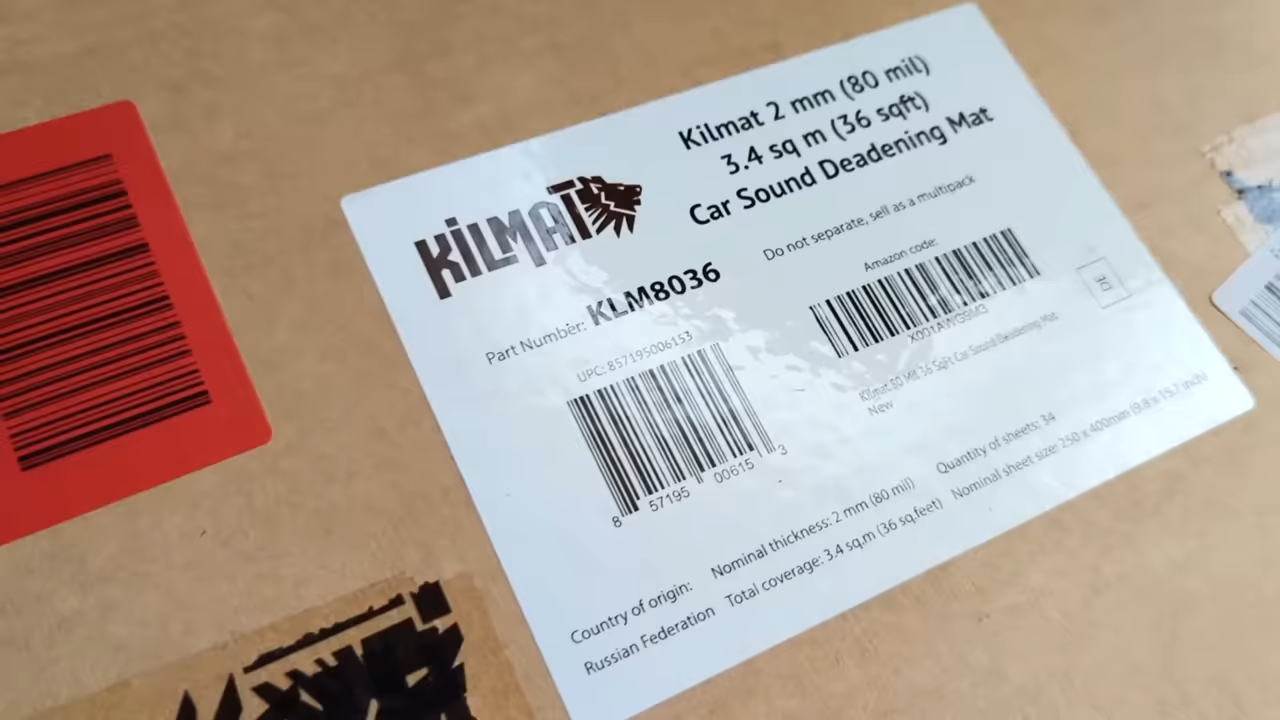 KILMAT
Kilmat 2 mm (80 mil)
3.4 sq m (36 sqft)
Car Sound Deadening Mat
Do not separate, sell as a multipack
Part Number: KLM8036
Amazon code:
X001AWG9M3
Kilmat 80 Mil 36 Sqft Car Sound Deadening Mat
New
UPC: 857195006153
8 57195 00615 3
Country of origin:
Russian Federation
Nominal thickness: 2 mm (80 mil)
Quantity of sheets: 34
Total coverage: 3.4 sq.m (36 sq.feet)
Nominal sheet size: 250 x 400mm (9.8 x 15.7 inch)